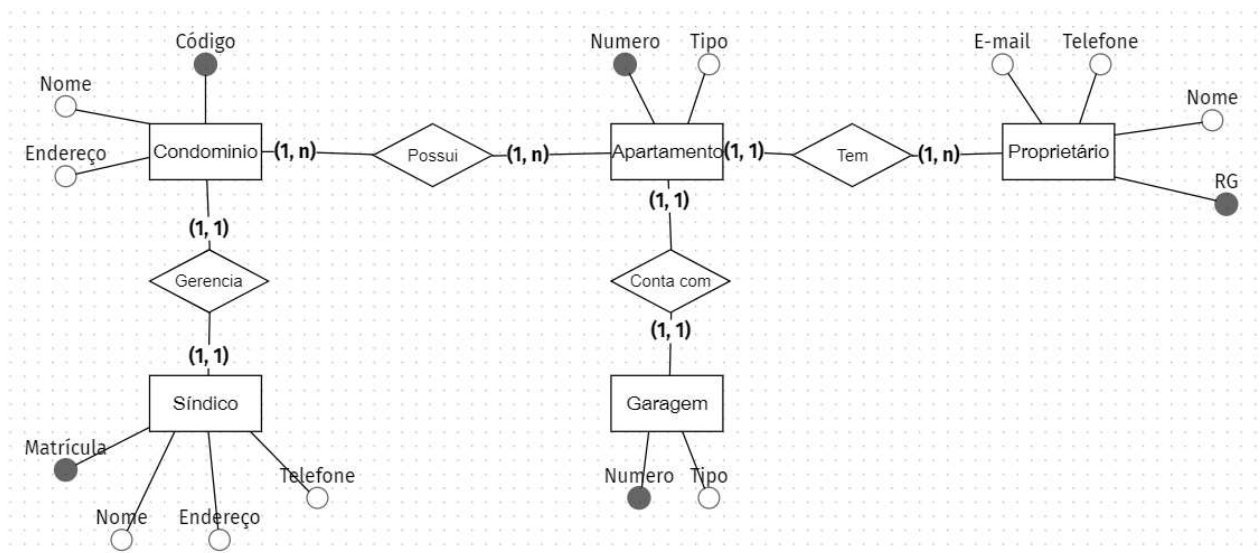 Código
Nome
Endereço
Condominio
(1, n)
Possui
(1, n)
Numero
Tipo
Apartamento
(1, 1)
Tem
(1, n)
E-mail
Telefone
Proprietário
Nome
RG
(1, 1)
Gerencia
(1, 1)
Síndico
Matrícula
Nome
Endereço
Telefone
(1, 1)
Conta com
(1, 1)
Garagem
Numero
Tipo